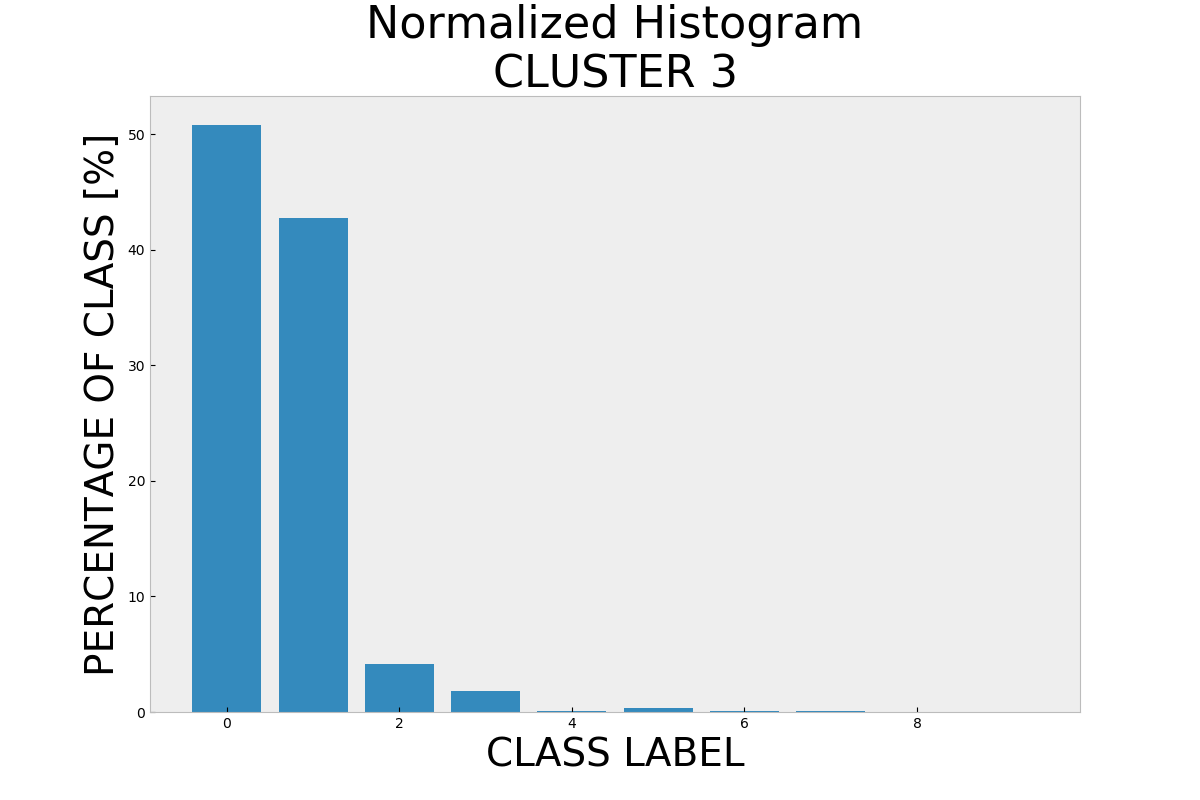 Normalized Histogram
CLUSTER 3
PERCENTAGE OF CLASS [%]
50
40
30
20
10
0
0 2 4 6 8
CLASS LABEL